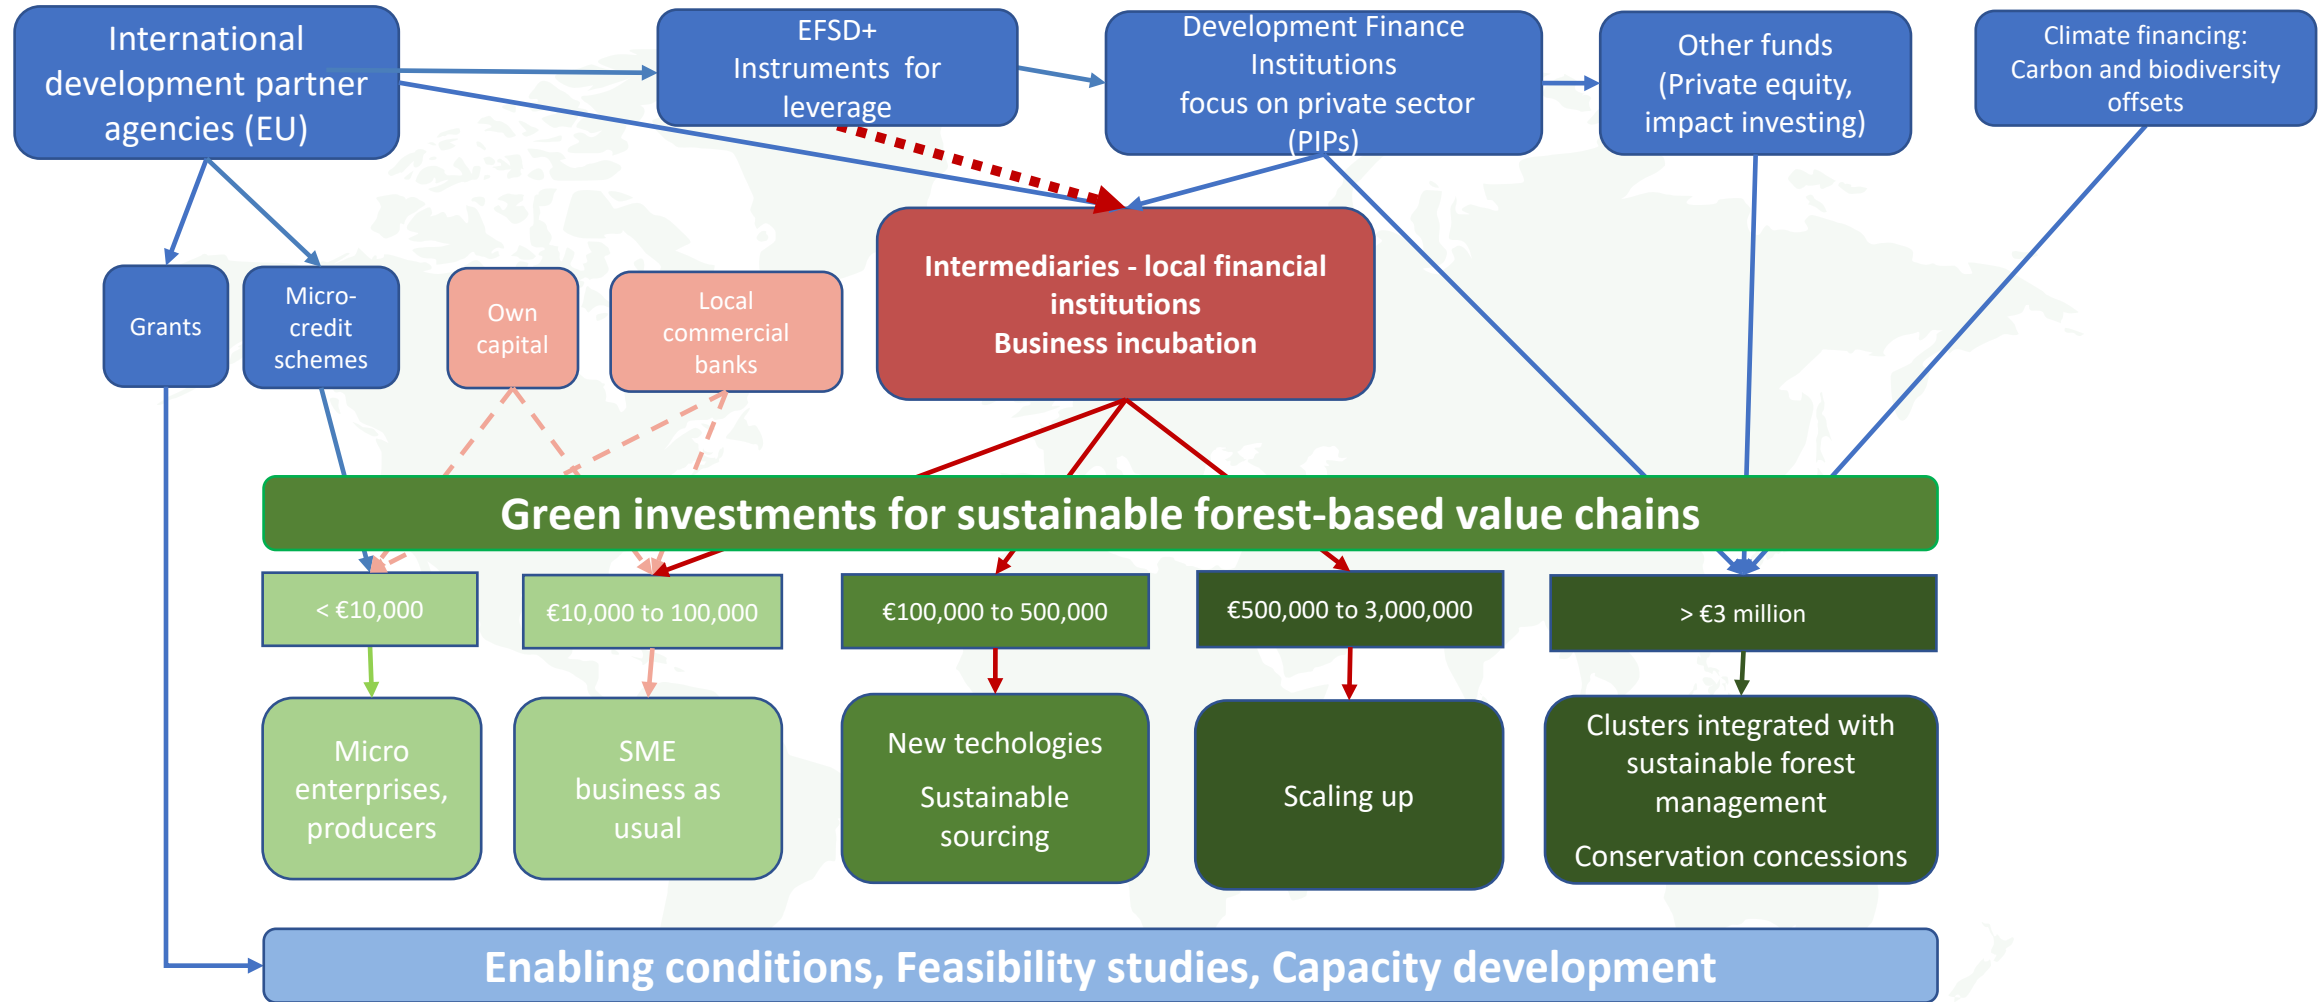 International
development partner
agencies (EU)
EFSD+
Instruments for
leverage
Development Finance
Institutions
focus on private sector
(PIPs)
Other funds
(Private equity,
impact investing)
Climate financing:
Carbon and biodiversity
offsets
Grants
Micro-
credit
schemes
Own
capital
Local
commercial
banks
Intermediaries - local financial
institutions
Business incubation
Green investments for sustainable forest-based value chains
< €10,000
€10,000 to 100,000
€100,000 to 500,000
€500,000 to 3,000,000
> €3 million
Micro
enterprises,
producers
SME
business as
usual
New techologies
Sustainable
sourcing
Scaling up
Clusters integrated with
sustainable forest
management
Conservation concessions
Enabling conditions, Feasibility studies, Capacity development